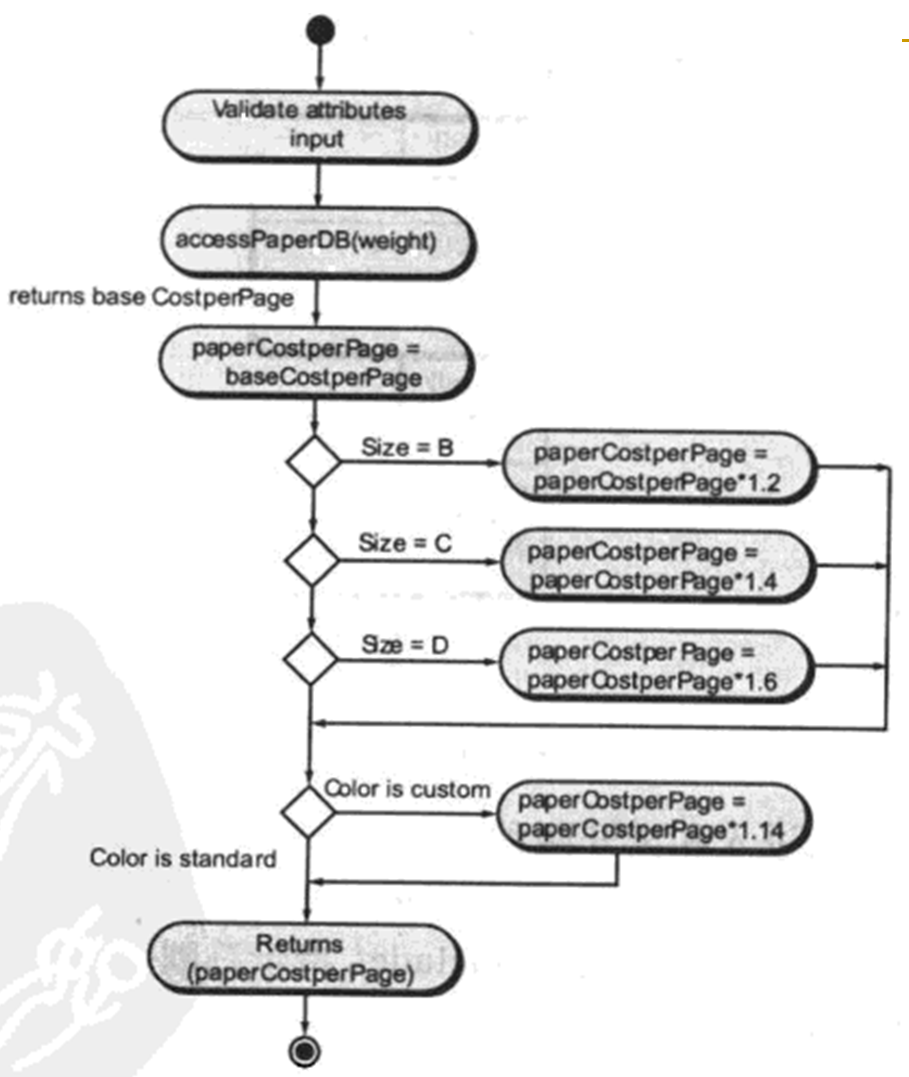 Validate attributes
input
accessPaperDB(weight)
returns base CostperPage
paperCostperPage =
baseCostperPage
Size = B
paperCostperPage =
paperCostperPage*1.2
Size = C
paperCostperPage =
paperCostperPage*1.4
Size = D
paperCostper Page =
paperCostperPage*1.6
Color is custom
paperCostperPage =
paperCostperPage*1.14
Color is standard
Returns
(paperCostperPage)